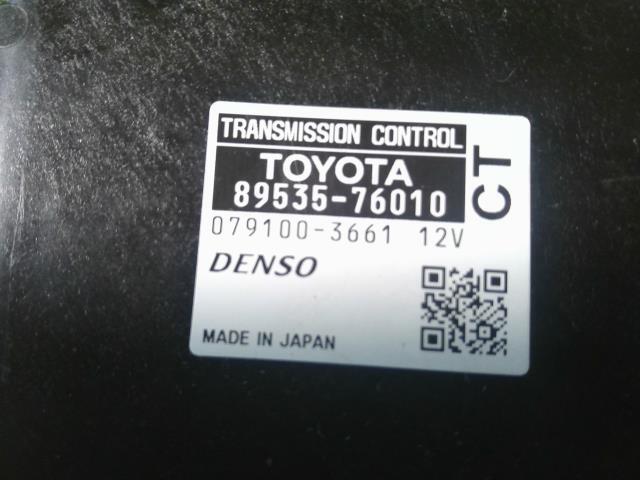 TRANSMISSION CONTROL
TOYOTA
89535-76010
CT
079100-3661 12V
DENSO
MADE IN JAPAN